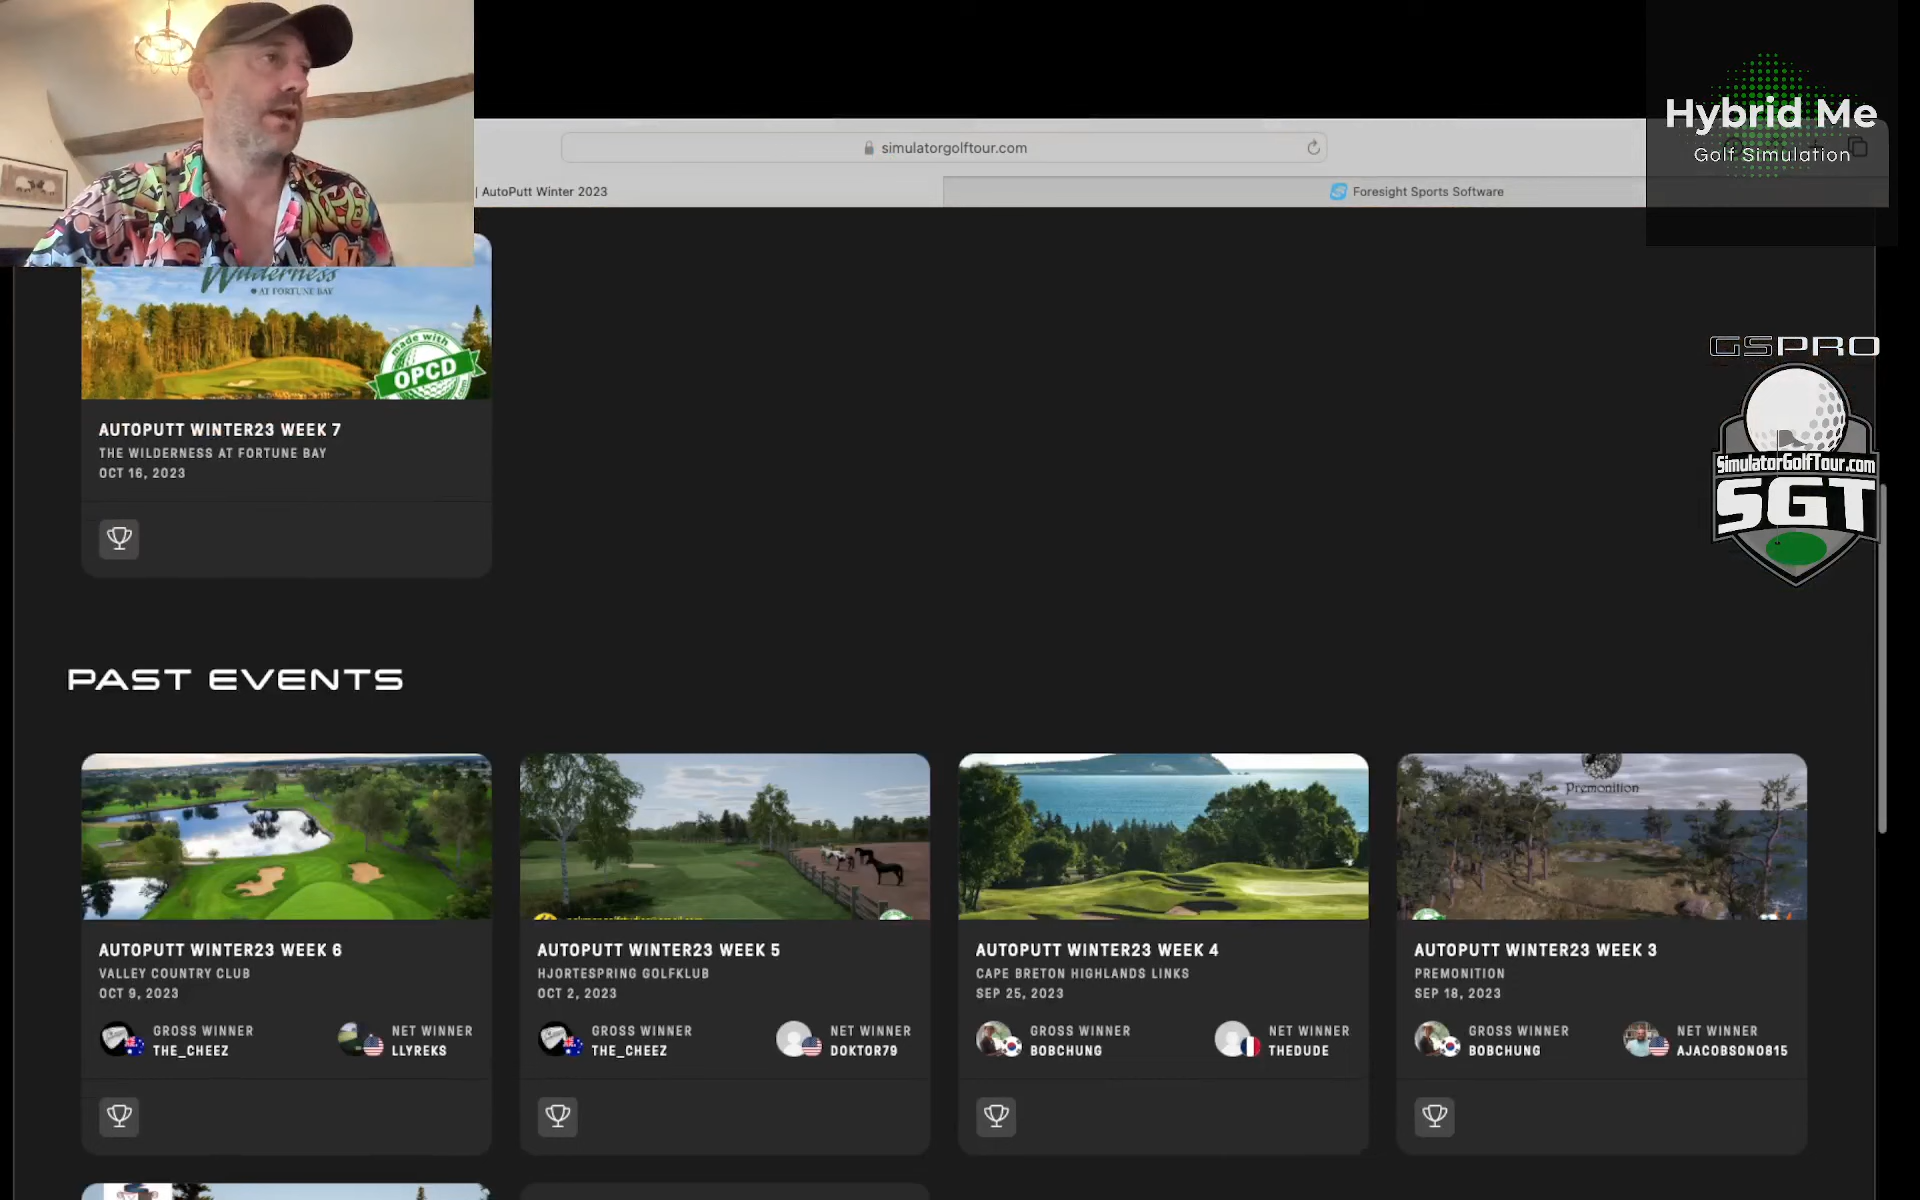 Hybrid Me
Golf Simulation
simulatorgolftour.com
| AutoPutt Winter 2023
Foresight Sports Software
Wilderness
AT FORTUNE BAY
made with
OPCD
GSPRO
SimulatorGolfTour.com
SGT
AUTOPUTT WINTER23 WEEK 7
THE WILDERNESS AT FORTUNE BAY
OCT 16, 2023
PAST EVENTS
Premonition
AUTOPUTT WINTER23 WEEK 6
VALLEY COUNTRY CLUB
OCT 9, 2023
GROSS WINNER
THE_CHEEZ
NET WINNER
LLYREKS
AUTOPUTT WINTER23 WEEK 5
HJORTESPRING GOLFKLUB
OCT 2, 2023
GROSS WINNER
THE_CHEEZ
NET WINNER
DOKTOR79
AUTOPUTT WINTER23 WEEK 4
CAPE BRETON HIGHLANDS LINKS
SEP 25, 2023
GROSS WINNER
BOBCHUNG
NET WINNER
THEDUDE
AUTOPUTT WINTER23 WEEK 3
PREMONITION
SEP 18, 2023
GROSS WINNER
BOBCHUNG
NET WINNER
AJACOBSON0815